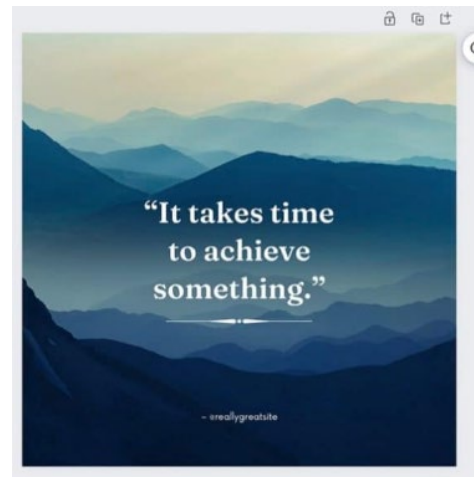 “It takes time
to achieve
something.”
– @reallygreatsite